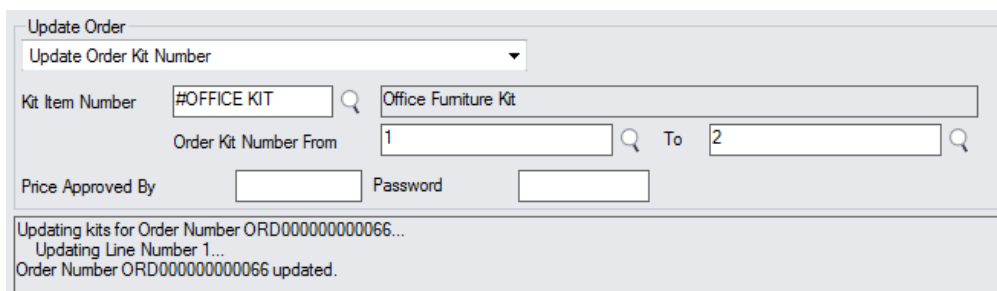 Update Order
Update Order Kit Number
Kit Item Number #OFFICE KIT Office Furniture Kit
Order Kit Number From 1 To 2
Price Approved By Password
Updating kits for Order Number ORD000000000066...
Updating Line Number 1...
Order Number ORD000000000066 updated.